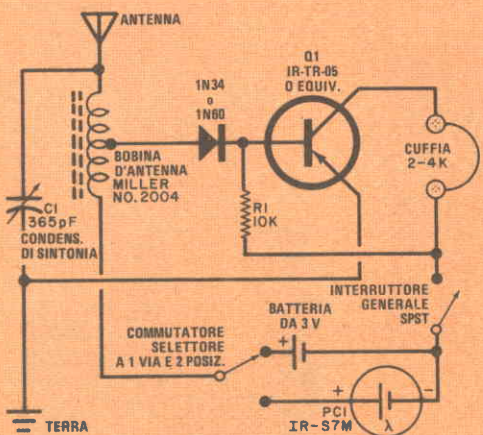 ANTENNA
Q1
IR-TR-05
O EQUIV.
1N34
o
1N60
CUFFIA
2-4K
BOBINA
D'ANTENNA
MILLER
NO. 2004
C1
365pF
CONDENS.
DI SINTONIA
R1
10K
INTERRUTTORE
GENERALE
SPST
BATTERIA
DA 3 V
COMMUTATORE
SELETTORE
A 1 VIA E 2 POSIZ.
+
+
-
PC1
IR-S7M
λ
TERRA